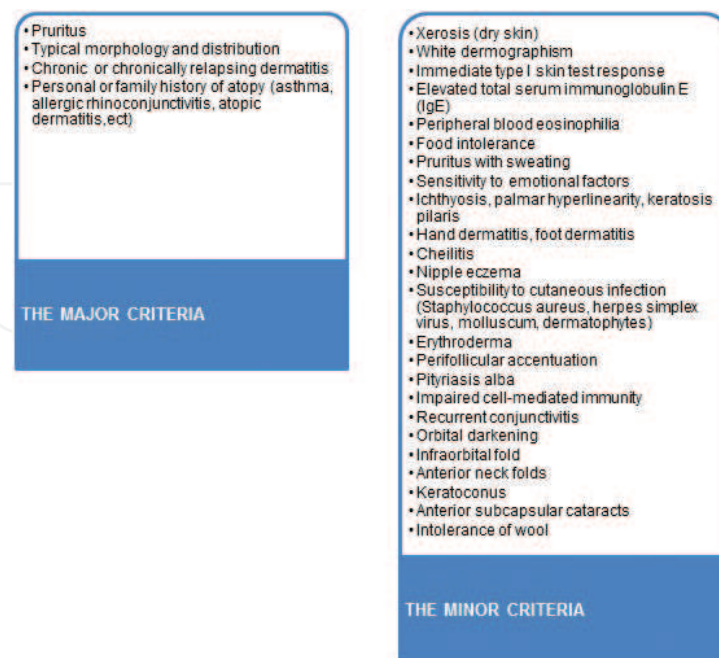 • Pruritus
• Typical morphology and distribution
• Chronic or chronically relapsing dermatitis
• Personal or family history of atopy (asthma,
allergic rhinoconjunctivitis, atopic
dermatitis,ect)
THE MAJOR CRITERIA
• Xerosis (dry skin)
• White dermographism
• Immediate type I skin test response
• Elevated total serum immunoglobulin E
(IgE)
• Peripheral blood eosinophilia
• Food intolerance
• Pruritus with sweating
• Sensitivity to emotional factors
• Ichthyosis, palmar hyperlinearity, keratosis
pilaris
• Hand dermatitis, foot dermatitis
• Cheilitis
• Nipple eczema
• Susceptibility to cutaneous infection
(Staphylococcus aureus, herpes simplex
virus, molluscum, dermatophytes)
• Erythroderma
• Perifollicular accentuation
• Pityriasis alba
• Impaired cell-mediated immunity
• Recurrent conjunctivitis
• Orbital darkening
• Infraorbital fold
• Anterior neck folds
• Keratoconus
• Anterior subcapsular cataracts
• Intolerance of wool
THE MINOR CRITERIA